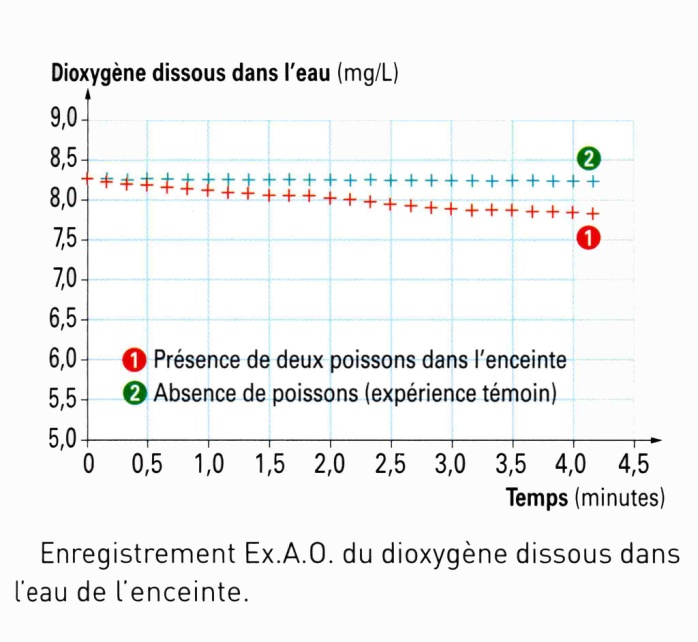 Dioxygène dissous dans l'eau (mg/L)
9,0
8,5
8,0
7,5
7,0
6,5
6,0
5,5
5,0
2
1
1 Présence de deux poissons dans l'enceinte
2 Absence de poissons (expérience témoin)
0 0,5 1,0 1,5 2,0 2,5 3,0 3,5 4,0 4,5
Temps (minutes)
Enregistrement Ex.A.O. du dioxygène dissous dans
l'eau de l'enceinte.